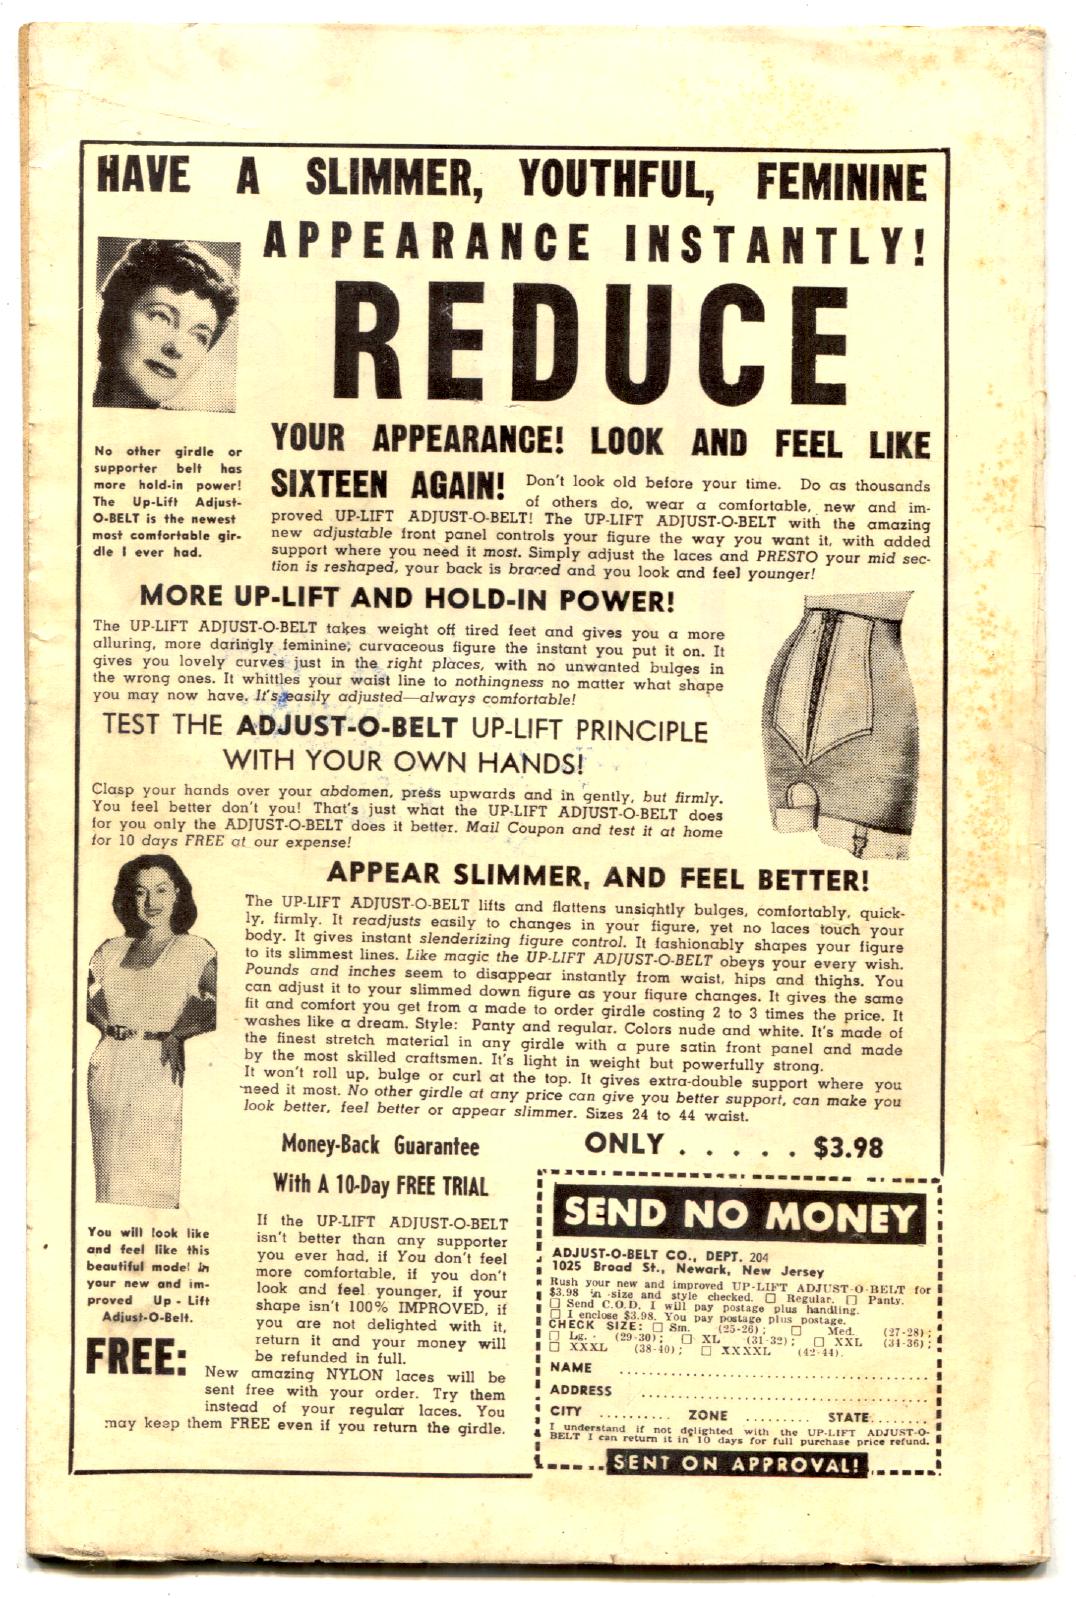 HAVE A SLIMMER, YOUTHFUL, FEMININE
APPEARANCE INSTANTLY!
REDUCE
YOUR APPEARANCE! LOOK AND FEEL LIKE
SIXTEEN AGAIN! Don't look old before your time. Do as thousands
of others do, wear a comfortable, new and im-
proved UP-LIFT ADJUST-O-BELT! The UP-LIFT ADJUST-O-BELT with the amazing
new adjustable front panel controls your figure the way you want it, with added
support where you need it most. Simply adjust the laces and PRESTO your mid sec-
tion is reshaped, your back is braced and you look and feel younger!
No other girdle or
supporter belt has
more hold-in power!
The Up-Lift Adjust-
O-BELT is the newest
most comfortable gir-
dle I ever had.
MORE UP-LIFT AND HOLD-IN POWER!
The UP-LIFT ADJUST-O-BELT takes weight off tired feet and gives you a more
alluring, more daringly feminine, curvaceous figure the instant you put it on. It
gives you lovely curves just in the right places, with no unwanted bulges in
the wrong ones. It whittles your waist line to nothingness no matter what shape
you may now have. It's easily adjusted—always comfortable!
TEST THE ADJUST-O-BELT UP-LIFT PRINCIPLE
WITH YOUR OWN HANDS!
Clasp your hands over your abdomen, press upwards and in gently, but firmly.
You feel better don't you! That's just what the UP-LIFT ADJUST-O-BELT does
for you only the ADJUST-O-BELT does it better. Mail Coupon and test it at home
for 10 days FREE at our expense!
APPEAR SLIMMER, AND FEEL BETTER!
The UP-LIFT ADJUST-O-BELT lifts and flattens unsightly bulges, comfortably, quick-
ly, firmly. It readjusts easily to changes in your figure, yet no laces touch your
body. It gives instant slenderizing figure control. It fashionably shapes your figure
to its slimmest lines. Like magic the UP-LIFT ADJUST-O-BELT obeys your every wish.
Pounds and inches seem to disappear instantly from waist, hips and thighs. You
can adjust it to your slimmed down figure as your figure changes. It gives the same
fit and comfort you get from a made to order girdle costing 2 to 3 times the price. It
washes like a dream. Style: Panty and regular. Colors nude and white. It's made of
the finest stretch material in any girdle with a pure satin front panel and made
by the most skilled craftsmen. It's light in weight but powerfully strong.
It won't roll up, bulge or curl at the top. It gives extra-double support where you
need it most. No other girdle at any price can give you better support, can make you
look better, feel better or appear slimmer. Sizes 24 to 44 waist.
You will look like
and feel like this
beautiful model in
your new and im-
proved Up - Lift
Adjust-O-Belt.
Money-Back Guarantee
With A 10-Day FREE TRIAL
If the UP-LIFT ADJUST-O-BELT
isn't better than any supporter
you ever had, if You don't feel
more comfortable, if you don't
look and feel younger, if your
shape isn't 100% IMPROVED, if
you are not delighted with it,
return it and your money will
be refunded in full.
FREE:
New amazing NYLON laces will be
sent free with your order. Try them
instead of your regular laces. You
may keep them FREE even if you return the girdle.
ONLY . . . . . $3.98
SEND NO MONEY
ADJUST-O-BELT CO., DEPT. 204
1025 Broad St., Newark, New Jersey
Rush your new and improved UP-LIFT ADJUST-O-BELT for
$3.98 in size and style checked. □ Regular. □ Panty.
□ Send C.O.D. I will pay postage plus handling.
□ I enclose $3.98. You pay postage plus postage.
CHECK SIZE: □ Sm. (25-26); □ Med. (27-28);
□ Lg. (29-30); □ XL (31-32); □ XXL (34-36);
□ XXXL (38-40); □ XXXXL (42-44).
NAME
ADDRESS
CITY .......... ZONE ......... STATE........
I understand if not delighted with the UP-LIFT ADJUST-O-
BELT I can return it in 10 days for full purchase price refund.
SENT ON APPROVAL!